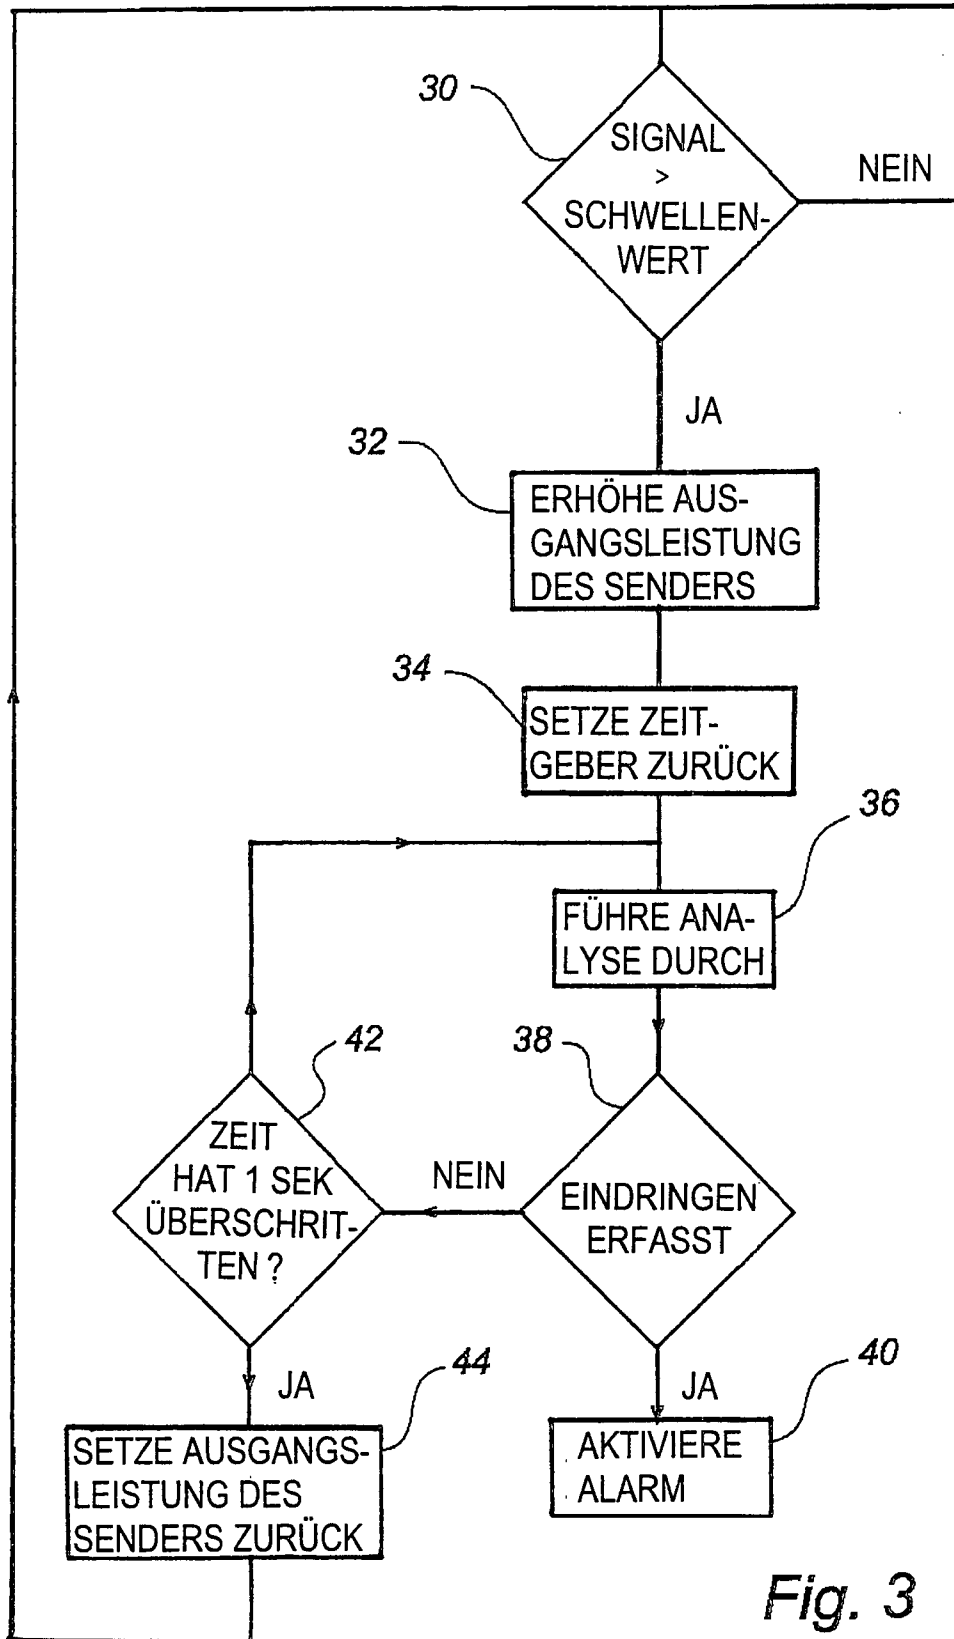 30
SIGNAL
>
SCHWELLEN-
WERT
NEIN
JA
32
ERHÖHE AUS-
GANGSLEISTUNG
DES SENDERS
34
SETZE ZEIT-
GEBER ZURÜCK
36
FÜHRE ANA-
LYSE DURCH
38
EINDRINGEN
ERFASST
NEIN
42
ZEIT
HAT 1 SEK
ÜBERSCHRIT-
TEN ?
JA
44
SETZE AUSGANGS-
LEISTUNG DES
SENDERS ZURÜCK
JA
40
AKTIVIERE
ALARM
Fig. 3